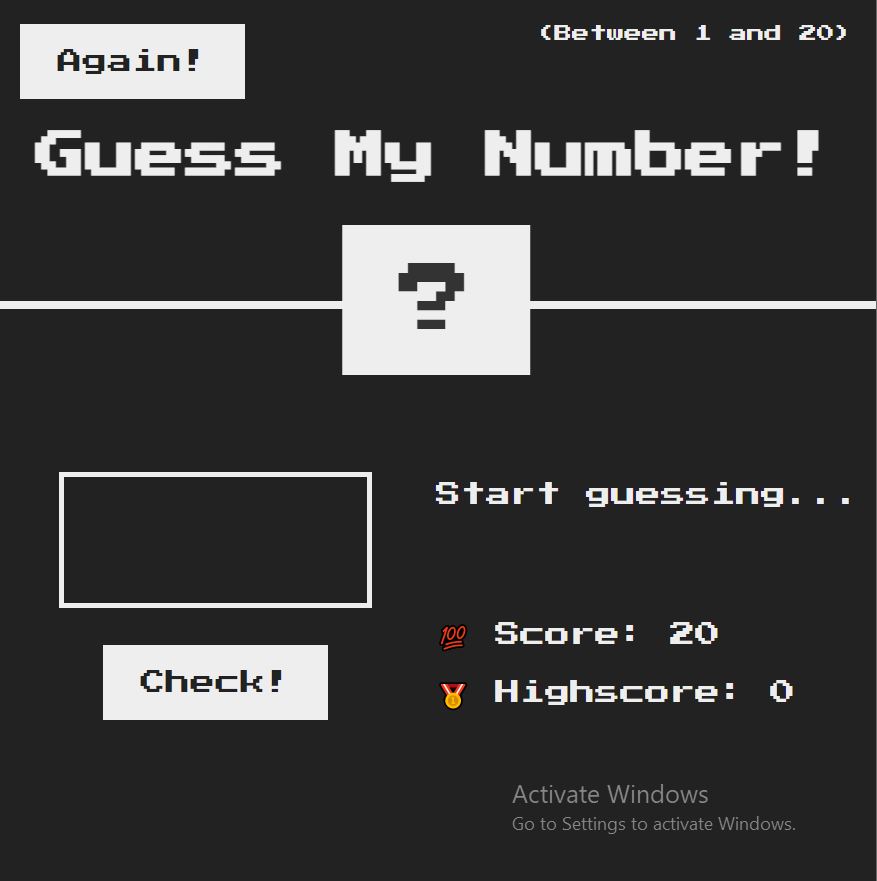 Again!
(Between 1 and 20)
Guess My Number!
?
Start guessing...
💯 Score: 20
Check!
🥇 Highscore: 0
Activate Windows
Go to Settings to activate Windows.